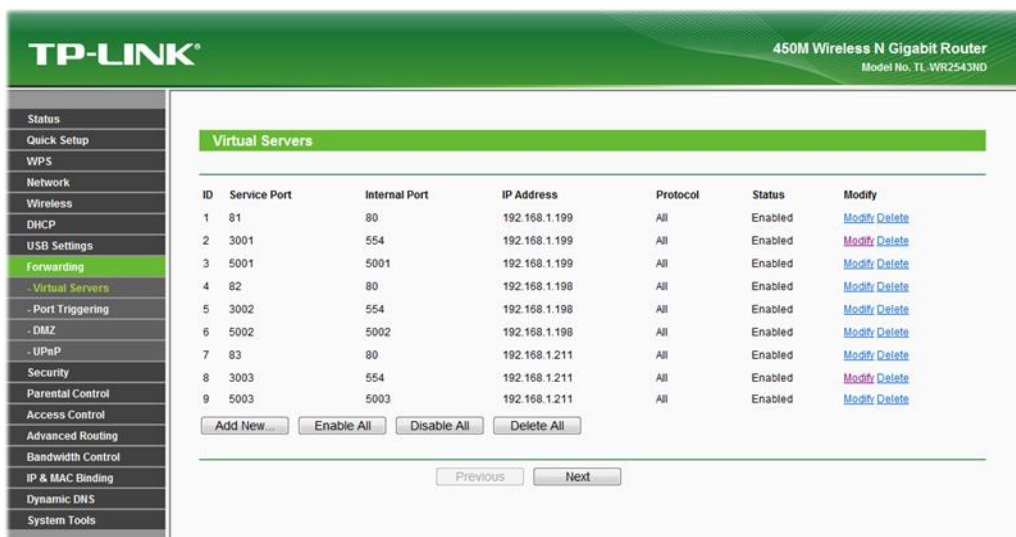 TP-LINK®
450M Wireless N Gigabit Router
Model No. TL-WR2543ND
Status
Quick Setup
WPS
Network
Wireless
DHCP
USB Settings
Forwarding
- Virtual Servers
- Port Triggering
- DMZ
- UPnP
Security
Parental Control
Access Control
Advanced Routing
Bandwidth Control
IP & MAC Binding
Dynamic DNS
System Tools
Virtual Servers
ID Service Port Internal Port IP Address Protocol Status Modify
1 81 80 192.168.1.199 All Enabled Modify Delete
2 3001 554 192.168.1.199 All Enabled Modify Delete
3 5001 5001 192.168.1.199 All Enabled Modify Delete
4 82 80 192.168.1.198 All Enabled Modify Delete
5 3002 554 192.168.1.198 All Enabled Modify Delete
6 5002 5002 192.168.1.198 All Enabled Modify Delete
7 83 80 192.168.1.211 All Enabled Modify Delete
8 3003 554 192.168.1.211 All Enabled Modify Delete
9 5003 5003 192.168.1.211 All Enabled Modify Delete
Add New... Enable All Disable All Delete All
Previous Next